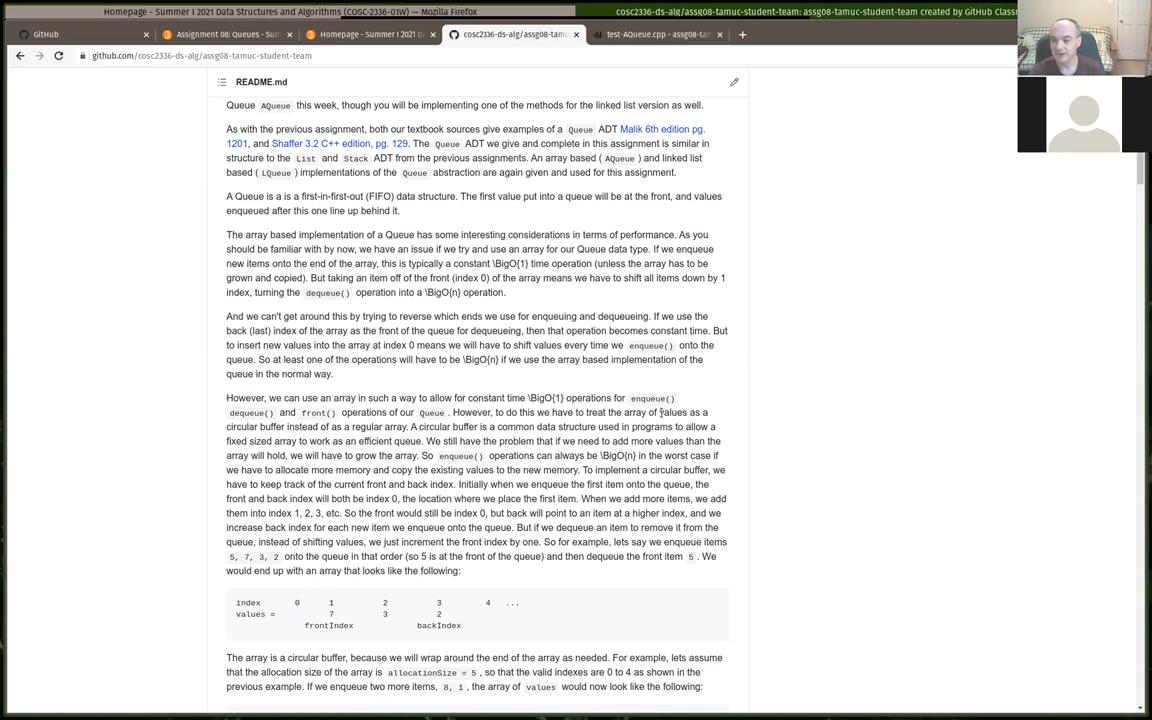 Homepage - Summer I 2021 Data Structures and Algorithms (COSC-2336-01W) — Mozilla Firefox
cosc2336-ds-alg/assg08-tamuc-student-team: assg08-tamuc-student-team created by GitHub Classr
GitHub
Assignment 08: Queues - Sum
Homepage - Summer I 2021 D
cosc2336-ds-alg/assg08-tamu
test-AQueue.cpp - assg08-tam
github.com/cosc2336-ds-alg/assg08-tamuc-student-team
README.md
Queue AQueue this week, though you will be implementing one of the methods for the linked list version as well.
As with the previous assignment, both our textbook sources give examples of a Queue ADT Malik 6th edition pg.
1201, and Shaffer 3.2 C++ edition, pg. 129. The Queue ADT we give and complete in this assignment is similar in
structure to the List and Stack ADT from the previous assignments. An array based ( AQueue ) and linked list
based ( LQueue ) implementations of the Queue abstraction are again given and used for this assignment.
A Queue is a is a first-in-first-out (FIFO) data structure. The first value put into a queue will be at the front, and values
enqueued after this one line up behind it.
The array based implementation of a Queue has some interesting considerations in terms of performance. As you
should be familiar with by now, we have an issue if we try and use an array for our Queue data type. If we enqueue
new items onto the end of the array, this is typically a constant \BigO{1} time operation (unless the array has to be
grown and copied). But taking an item off of the front (index 0) of the array means we have to shift all items down by 1
index, turning the dequeue() operation into a \BigO{n} operation.
And we can't get around this by trying to reverse which ends we use for enqueueing and dequeueing. If we use the
back (last) index of the array as the front of the queue for dequeueing, then that operation becomes constant time. But
to insert new values into the array at index 0 means we will have to shift values every time we enqueue() onto the
queue. So at least one of the operations will have to be \BigO{n} if we use the array based implementation of the
queue in the normal way.
However, we can use an array in such a way to allow for constant time \BigO{1} operations for enqueue()
dequeue() and front() operations of our Queue . However, to do this we have to treat the array of values as a
circular buffer instead of as a regular array. A circular buffer is a common data structure used in programs to allow a
fixed sized array to work as an efficient queue. We still have the problem that if we need to add more values than the
array will hold, we will have to grow the array. So enqueue() operations can always be \BigO{n} in the worst case if
we have to allocate more memory and copy the existing values to the new memory. To implement a circular buffer, we
have to keep track of the current front and back index. Initially when we enqueue the first item onto the queue, the
front and back index will both be index 0, the location where we place the first item. When we add more items, we add
them into index 1, 2, 3, etc. So the front would still be index 0, but back will point to an item at a higher index, and we
increase back index for each new item we enqueue onto the queue. But if we dequeue an item to remove it from the
queue, instead of shifting values, we just increment the front index by one. So for example, lets say we enqueue items
5, 7, 3, 2 onto the queue in that order (so 5 is at the front of the queue) and then dequeue the front item 5 . We
would end up with an array that looks like the following:
index 0 1 2 3 4 ...
values = 7 3 2
frontIndex backIndex
The array is a circular buffer, because we will wrap around the end of the array as needed. For example, lets assume
that the allocation size of the array is allocationSize = 5 , so that the valid indexes are 0 to 4 as shown in the
previous example. If we enqueue two more items, 8, 1 , the array of values would now look like the following: